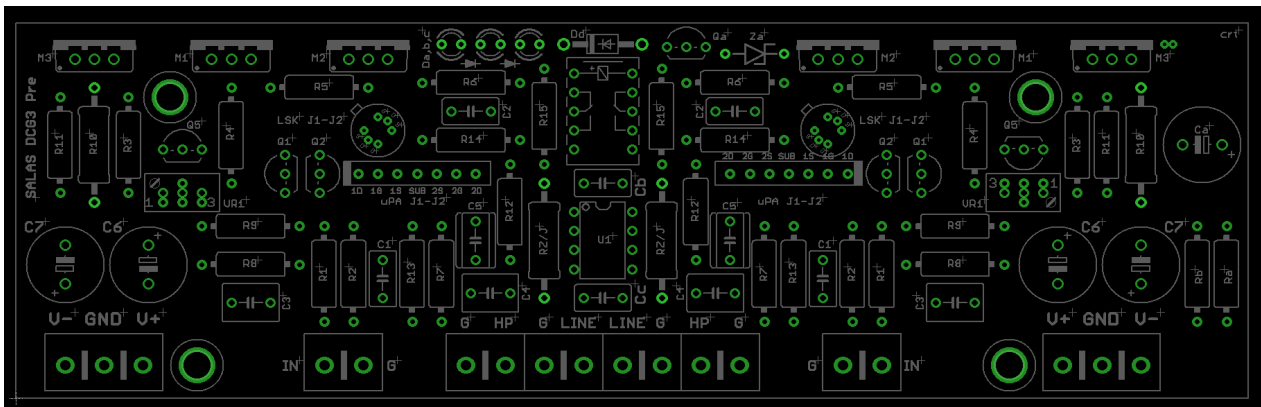 M3 M1 M2 Da,b,c Dd Qa Za M2 M1 M3 crt
R5 R6 R6 R5
SALAS DCG3 Pre
R11 R10 R3 Q5 R4 LSK J1-J2 C2 R15 R15 C2 LSK J1-J2 R4 Q5 R3 R11 R10 Ca
Q1 Q2 R14 R14 Q2 Q1
2D 2G 2S SUB 1S 1G 1D
1D 1G 1S SUB 2S 2G 2D
uPA J1-J2 uPA J1-J2
1 3 VR1 R12 Cb R12 VR1 3 1
C7 C6 R9 C5 R2/J U1 R2/J C5 R9 C6 C7
R8 R1 R2 C1 R13 R7 R7 R13 C1 R2 R1 R8 Rb Ra
C3 C4 Cc C4 C3
V- GND V+ G HP G LINE LINE G HP G V+ GND V-
IN G G IN